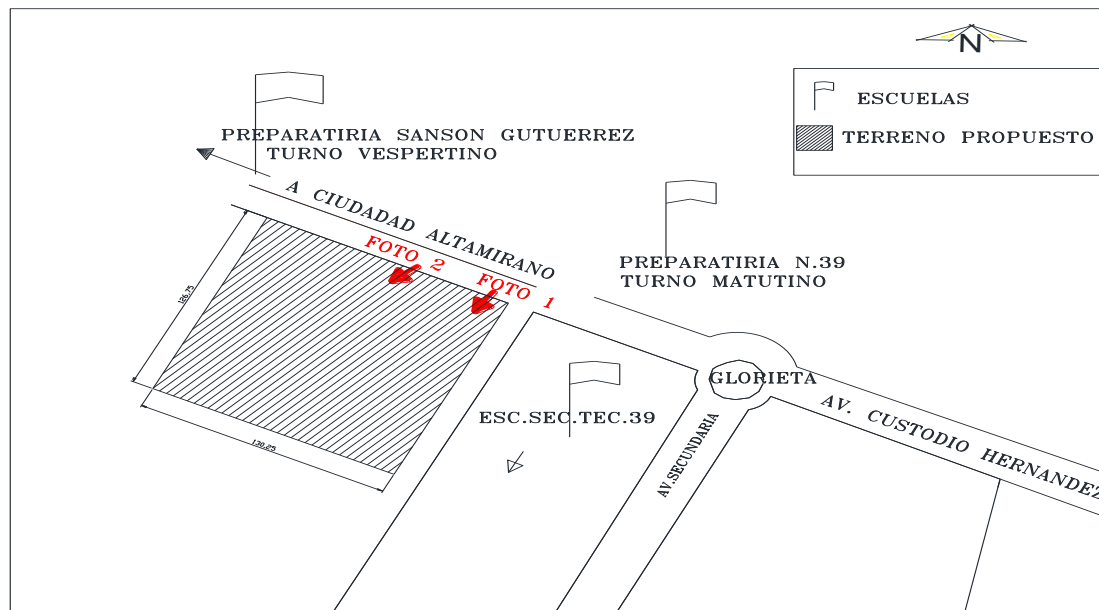 N
ESCUELAS
TERRENO PROPUESTO
PREPARATIRIA SANSON GUTUERREZ
TURNO VESPERTINO
A CIUDADAD ALTAMIRANO
FOTO 2
FOTO 1
PREPARATIRIA N.39
TURNO MATUTINO
126.75
130.25
ESC.SEC.TEC.39
GLORIETA
AV.SECUNDARIA
AV. CUSTODIO HERNANDEZ